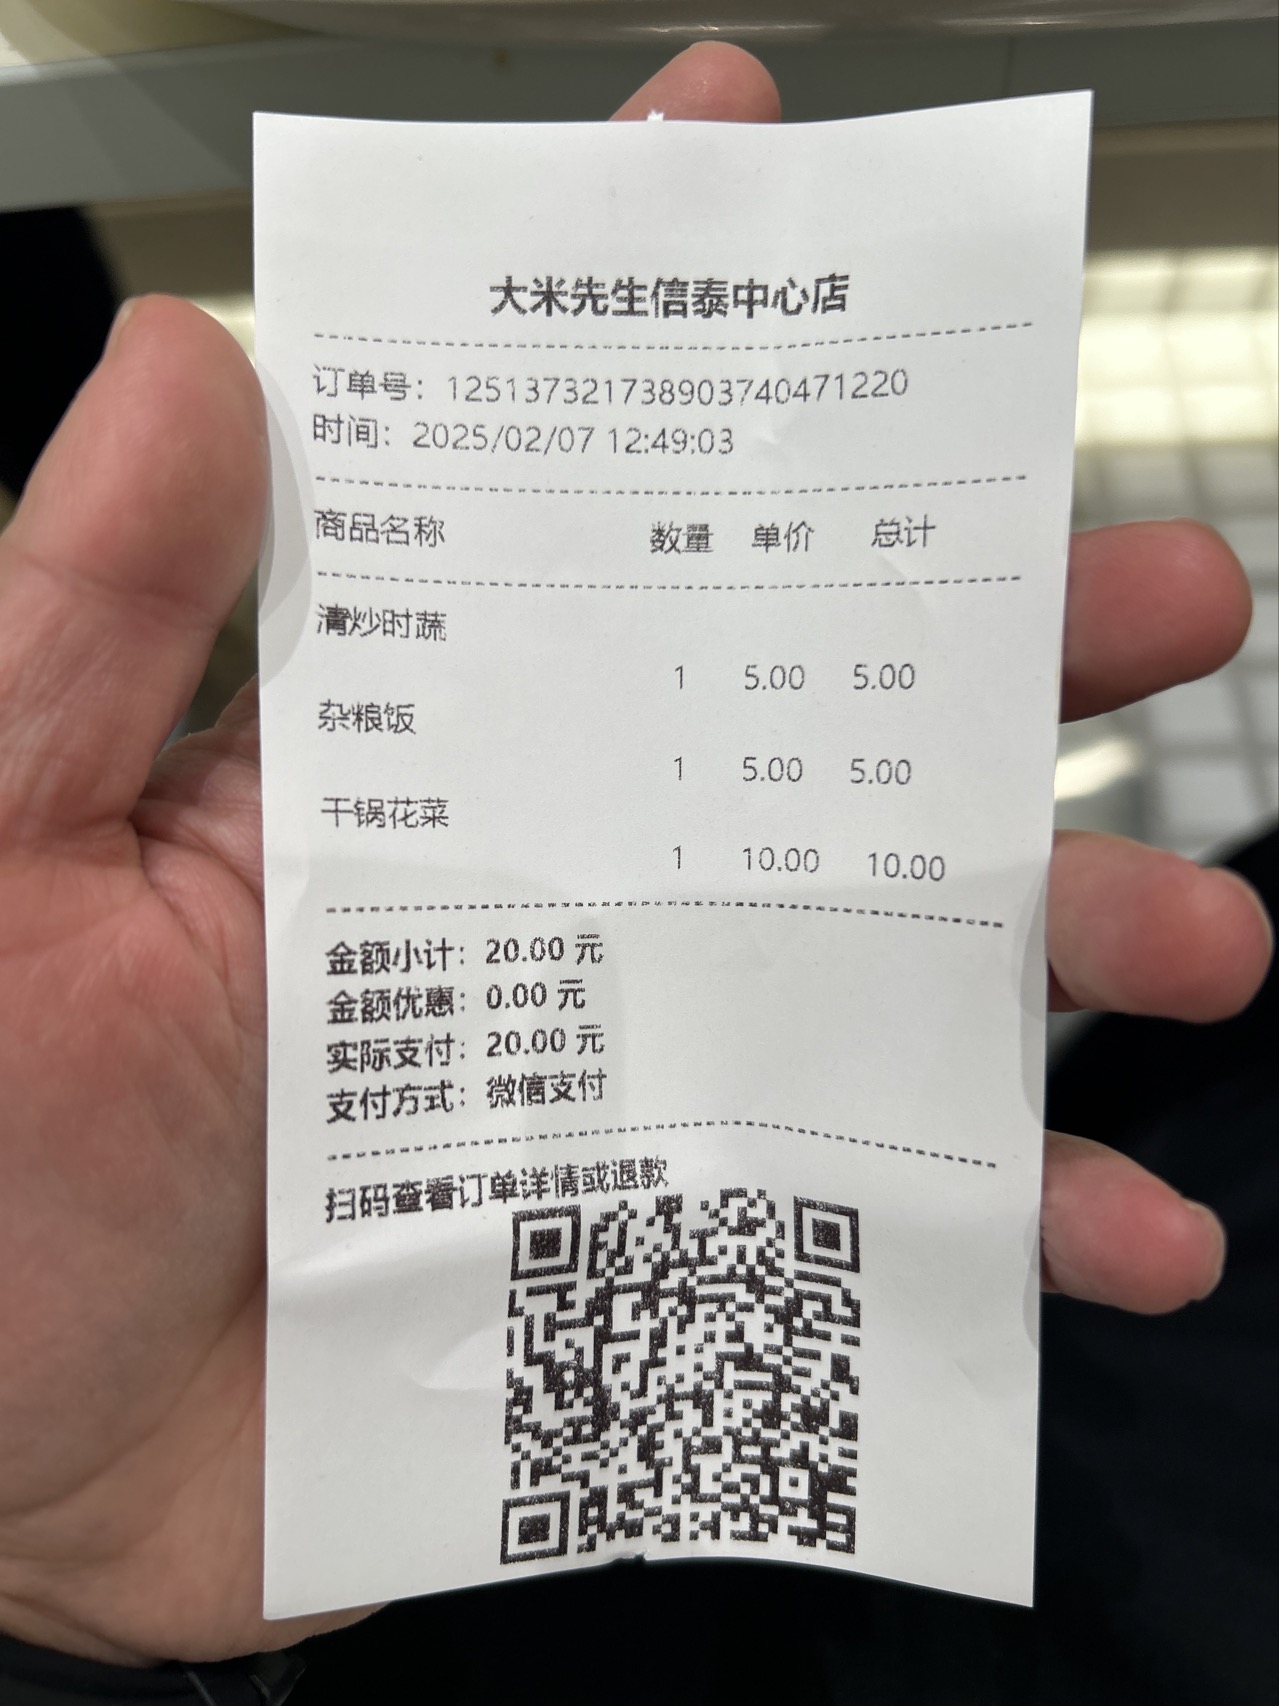 大米先生信泰中心店
订单号：125137321738903740471220
时间：2025/02/07 12:49:03
商品名称 数量 单价 总计
清炒时蔬
1 5.00 5.00
杂粮饭
1 5.00 5.00
干锅花菜
1 10.00 10.00
金额小计：20.00 元
金额优惠：0.00 元
实际支付：20.00 元
支付方式：微信支付
扫码查看订单详情或退款